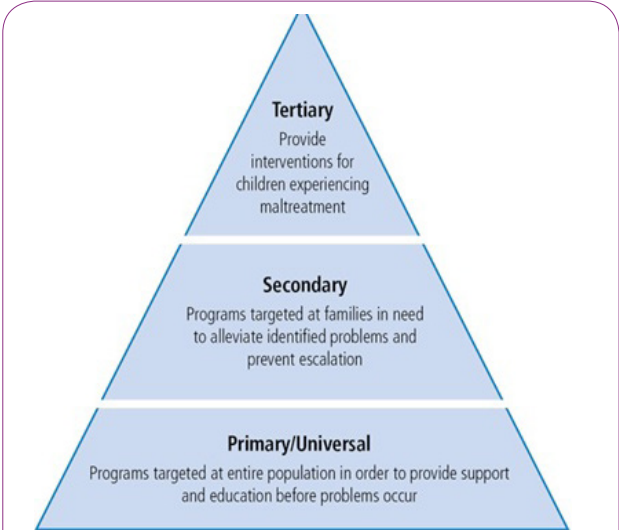 Tertiary
Provide
interventions for
children experiencing
maltreatment
Secondary
Programs targeted at families in need
to alleviate identified problems and
prevent escalation
Primary/Universal
Programs targeted at entire population in order to provide support
and education before problems occur